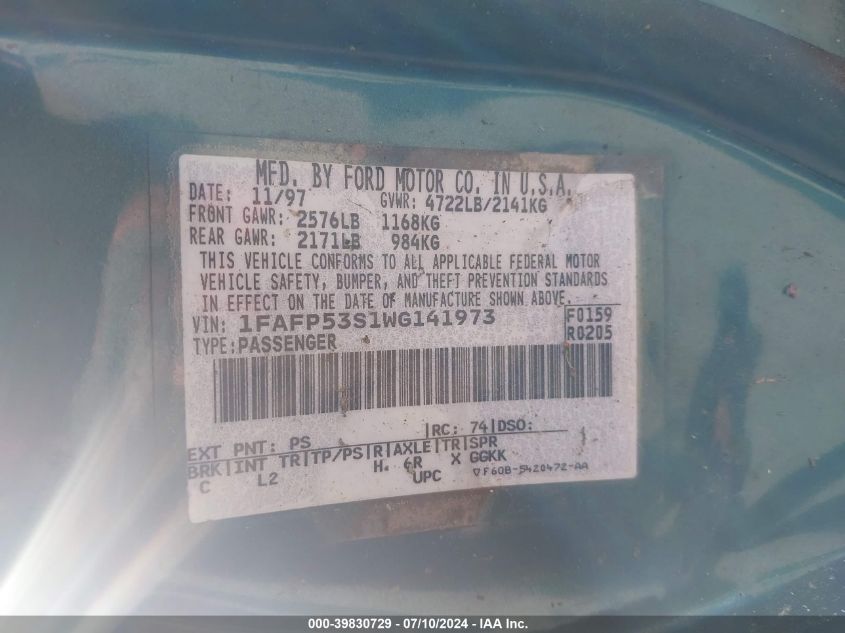 MFD. BY FORD MOTOR CO. IN U.S.A.
DATE: 11/97 GVWR: 4722LB/2141KG
FRONT GAWR: 2576LB 1168KG
REAR GAWR: 2171LB 984KG
THIS VEHICLE CONFORMS TO ALL APPLICABLE FEDERAL MOTOR
VEHICLE SAFETY, BUMPER, AND THEFT PREVENTION STANDARDS
IN EFFECT ON THE DATE OF MANUFACTURE SHOWN ABOVE.
VIN: 1FAFP53S1WG141973 F0159
TYPE: PASSENGER R0205
EXT PNT: PS |RC: 74|DSO:
BRK|INT TR|TP/PS|R|AXLE|TR|SPR
C L2 H. 6R X GGKK
UPC ▽F60B-5420472-AA
000-39830729 - 07/10/2024 - IAA Inc.